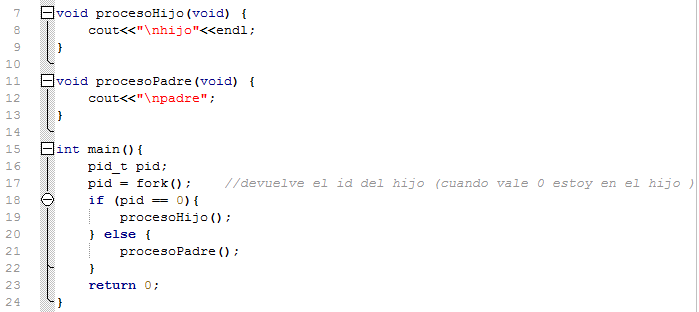 7 void procesoHijo(void) {
8 cout<<"\nhijo"<<endl;
9 }
10
11 void procesoPadre(void) {
12 cout<<"\npadre";
13 }
14
15 int main(){
16 pid_t pid;
17 pid = fork(); //devuelve el id del hijo (cuando vale 0 estoy en el hijo )
18 if (pid == 0){
19 procesoHijo();
20 } else {
21 procesoPadre();
22 }
23 return 0;
24 }